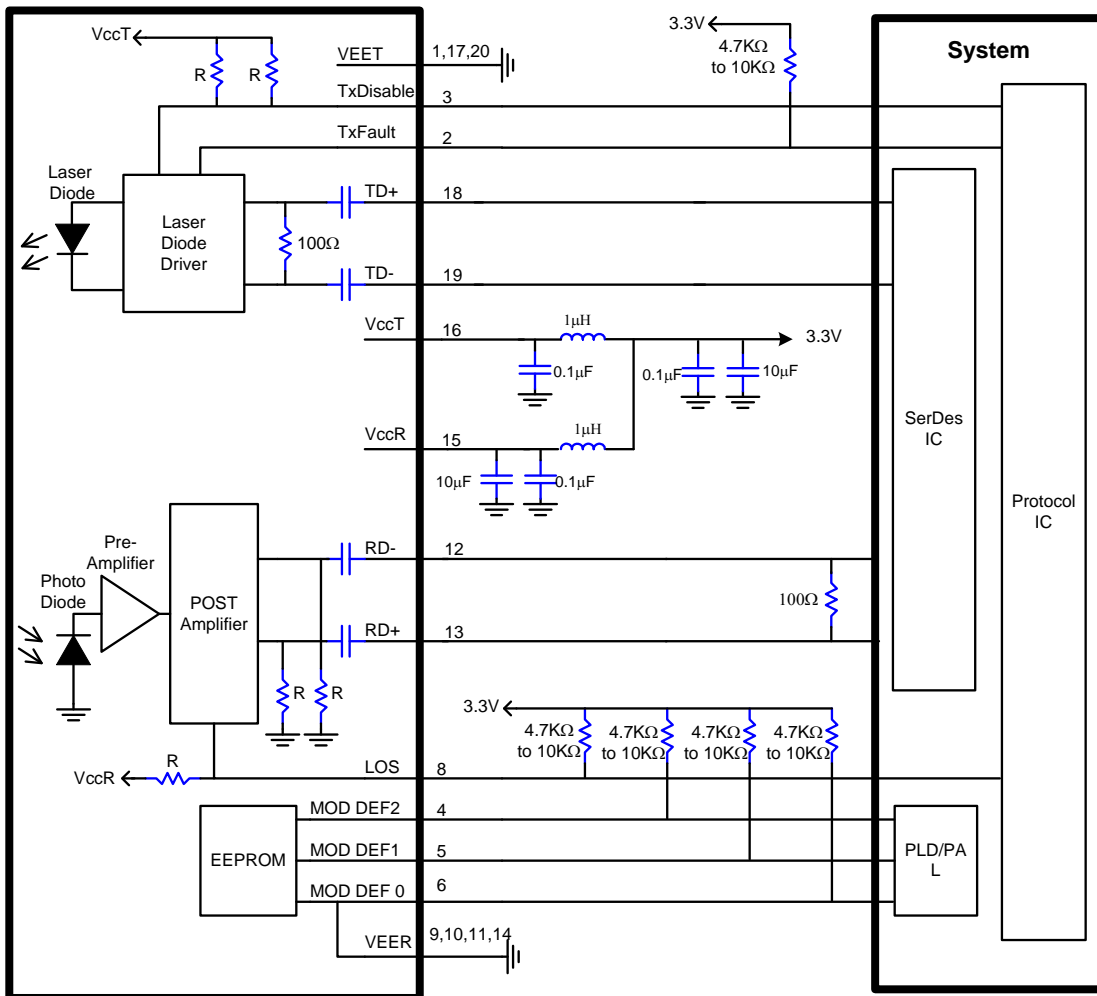 VccT
R
R
VEET
1,17,20
3.3V
4.7KΩ
to 10KΩ
System
TxDisable
3
TxFault
2
Laser
Diode
Laser
Diode
Driver
TD+
18
100Ω
TD-
19
VccT
16
1μH
3.3V
0.1μF
0.1μF
10μF
VccR
15
1μH
10μF
0.1μF
SerDes
IC
Protocol
IC
Pre-
Amplifier
Photo
Diode
POST
Amplifier
RD-
12
100Ω
RD+
13
R
R
3.3V
4.7KΩ
to 10KΩ
4.7KΩ
to 10KΩ
4.7KΩ
to 10KΩ
4.7KΩ
to 10KΩ
VccR
R
LOS
8
EEPROM
MOD DEF2
4
MOD DEF1
5
MOD DEF 0
6
PLD/PA
L
VEER
9,10,11,14